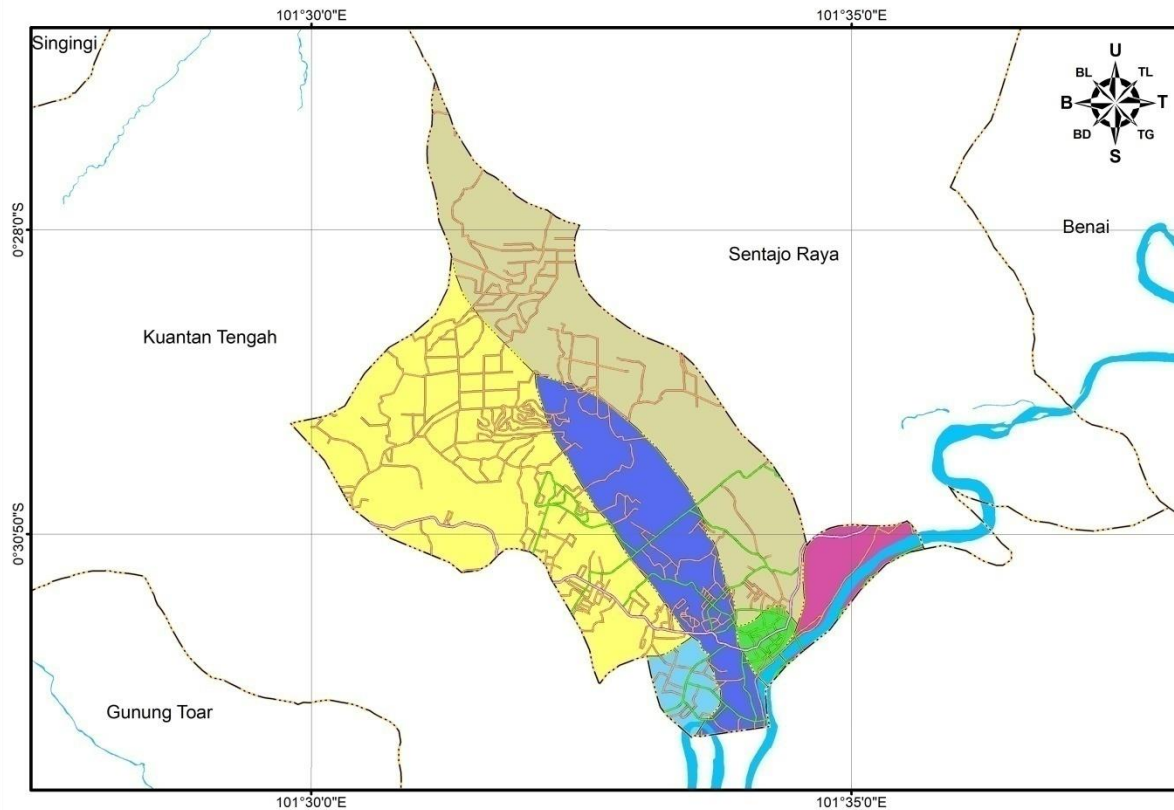 101°30'0"E
101°35'0"E
Singingi
U
BL
TL
B
T
BD
TG
S
0°28'0"S
Benai
Sentajo Raya
Kuantan Tengah
0°30'50"S
Gunung Toar
101°30'0"E
101°35'0"E